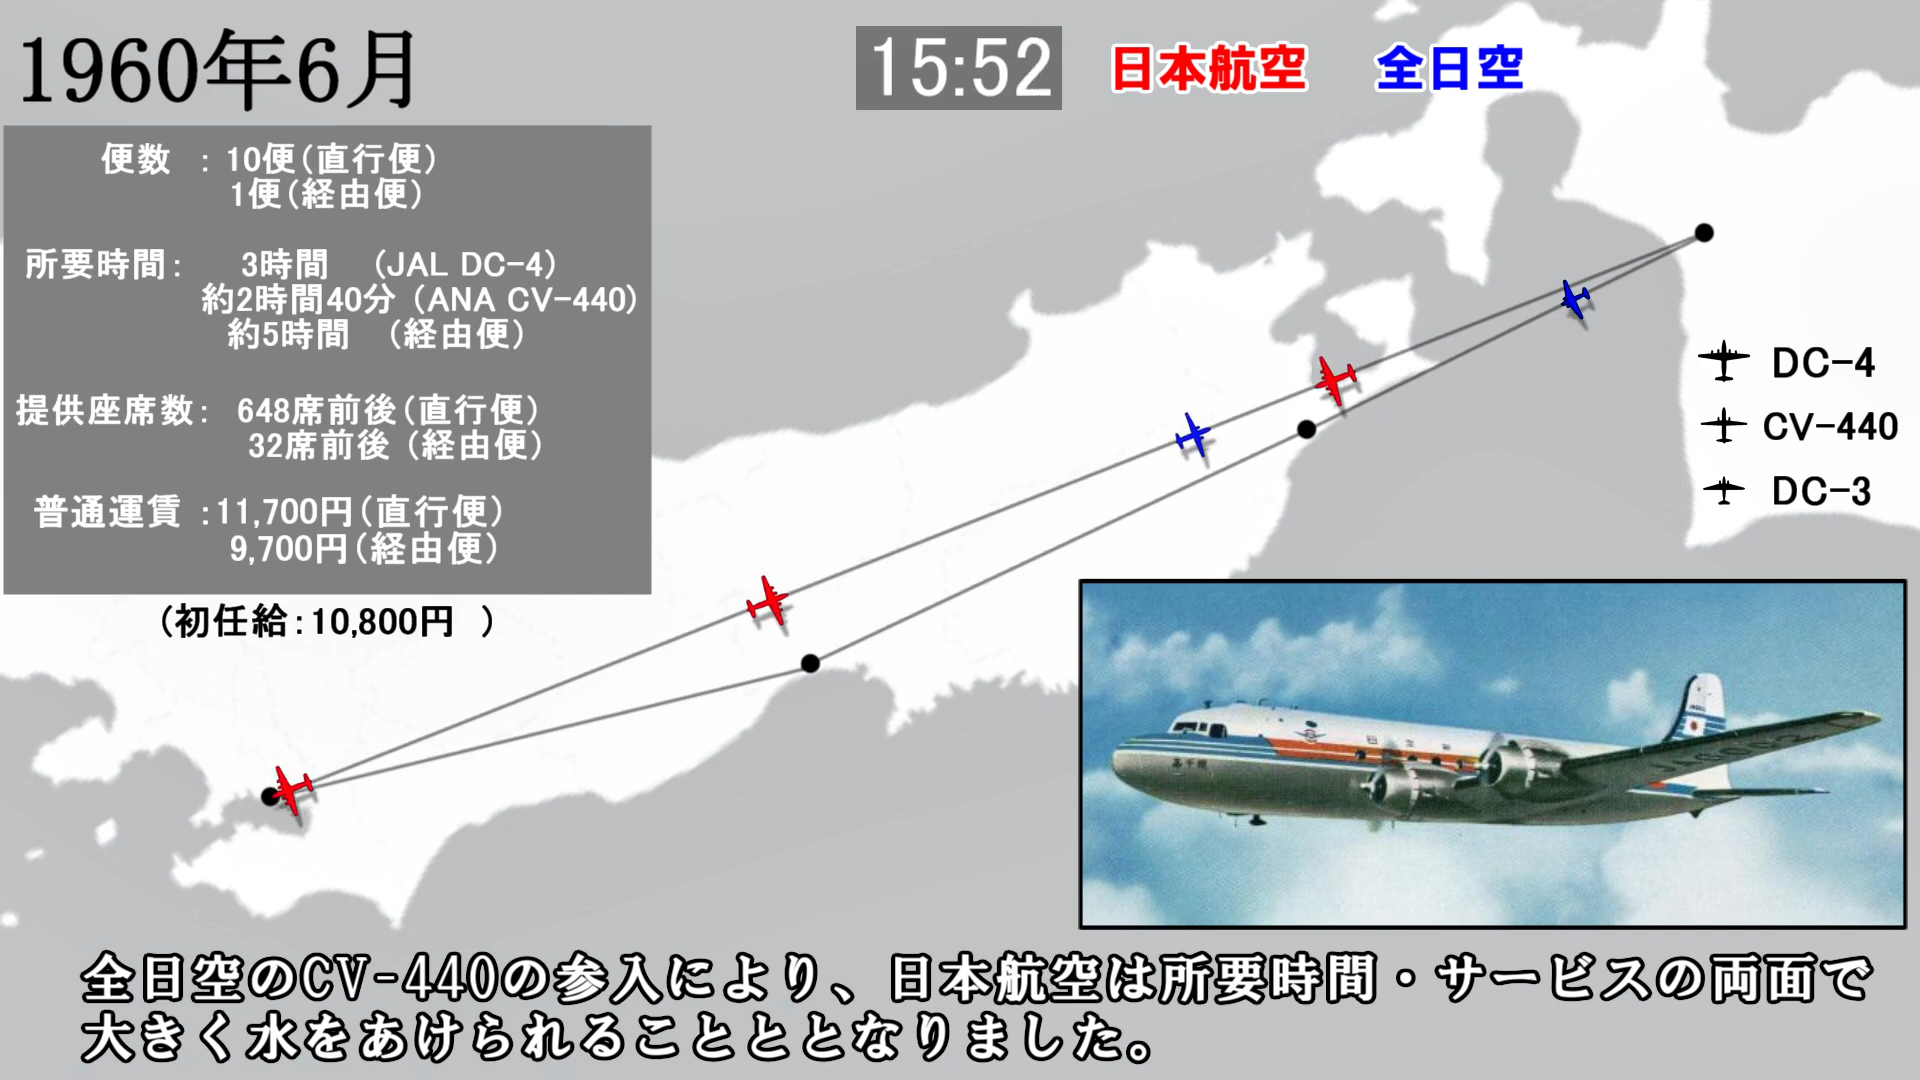 1960年6月
15:52
日本航空 全日空
便数 : 10便(直行便)
1便(経由便)
所要時間: 3時間 (JAL DC-4)
約2時間40分 (ANA CV-440)
約5時間 (経由便)
提供座席数: 648席前後(直行便)
32席前後 (経由便)
普通運賃 :11,700円(直行便)
9,700円(経由便)
(初任給:10,800円 )
DC-4
CV-440
DC-3
全日空のCV-440の参入により、日本航空は所要時間・サービスの両面で
大きく水をあけられることととなりました。